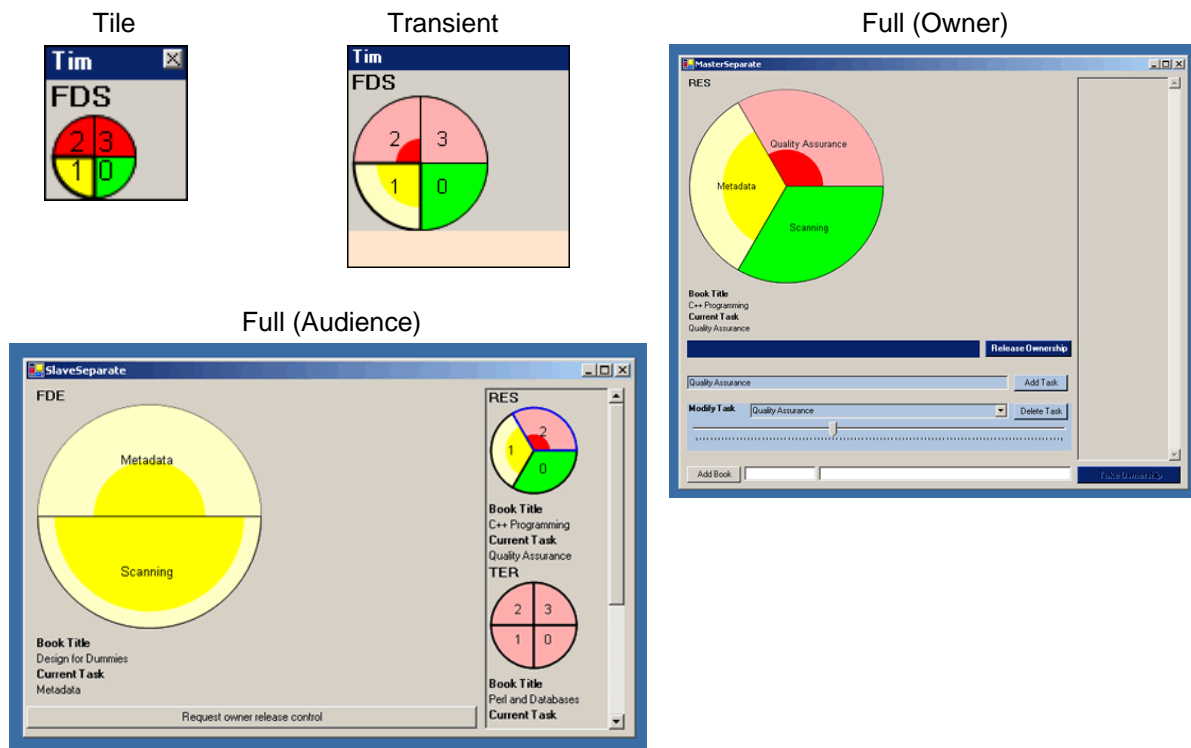 Tile
Transient
Full (Owner)
Tim
FDS
2 3
1 0
Tim
FDS
2 3
1 0
MasterSeparate
RES
Quality Assurance
Metadata
Scanning
Book Title
C++ Programming
Current Task
Quality Assurance
Release Ownership
Quality Assurance
Add Task
Modify Task
Quality Assurance
Delete Task
Add Book
Take Ownership
Full (Audience)
SlaveSeparate
FDE
Metadata
Scanning
Book Title
Design for Dummies
Current Task
Metadata
Request owner release control
RES
2
1
0
Book Title
C++ Programming
Current Task
Quality Assurance
TER
2 3
1 0
Book Title
Perl and Databases
Current Task